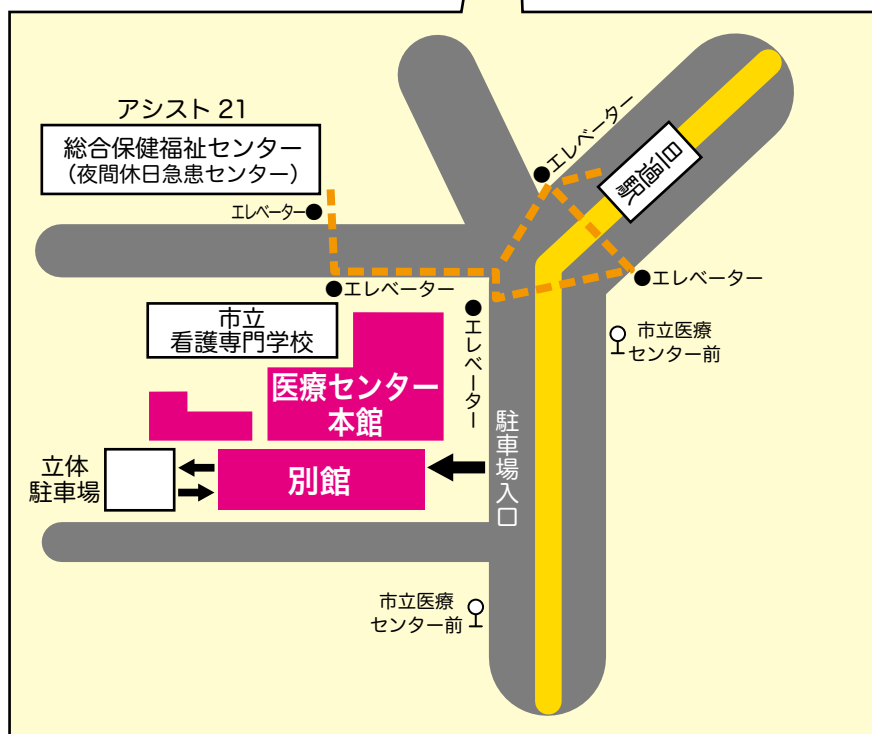 アシスト 21
総合保健福祉センター
(夜間休日急患センター)
エレベーター
エレベーター
旦過駅
エレベーター
エレベーター
エレベーター
市立
看護専門学校
市立医療
センター前
医療センター
本館
駐車場入口
立体
駐車場
別館
市立医療
センター前